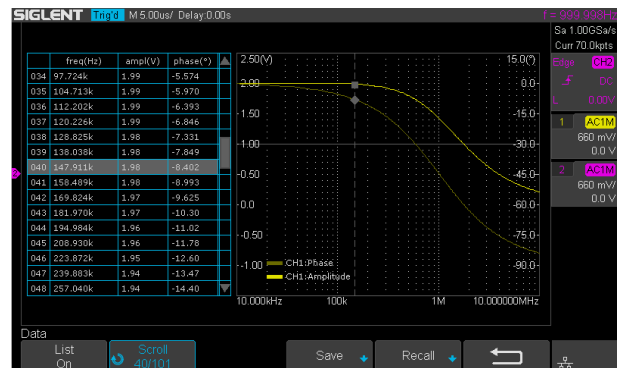 SIGLENT Trig'd M 5.00us/ Delay:0.00s f = 999.998Hz
Sa 1.00GSa/s
Curr 70.0kpts
Edge CH2
DC
L 0.00V
1 AC1M
660 mV/
0.0 V
2 AC1M
660 mV/
0.0 V
freq(Hz) ampl(V) phase(°)
034 97.724k 1.99 -5.574
035 104.713k 1.99 -5.970
036 112.202k 1.99 -6.393
037 120.226k 1.99 -6.846
038 128.825k 1.98 -7.331
039 138.038k 1.98 -7.849
040 147.911k 1.98 -8.402
041 158.489k 1.98 -8.993
042 169.824k 1.97 -9.625
043 181.970k 1.97 -10.30
044 194.984k 1.96 -11.02
045 208.930k 1.96 -11.78
046 223.872k 1.95 -12.60
047 239.883k 1.94 -13.47
048 257.040k 1.94 -14.40
2.50(V) 15.0(°)
2.00 0.0
1.50 -15.0
1.00 -30.0
0.50 -45.0
0.0 -60.0
-0.50 -75.0
-1.00 -90.0
CH1:Phase
CH1:Amplitude
10.000kHz 100k 1M 10.000000MHz
Data
List
On
Scroll
40/101
Save
Recall